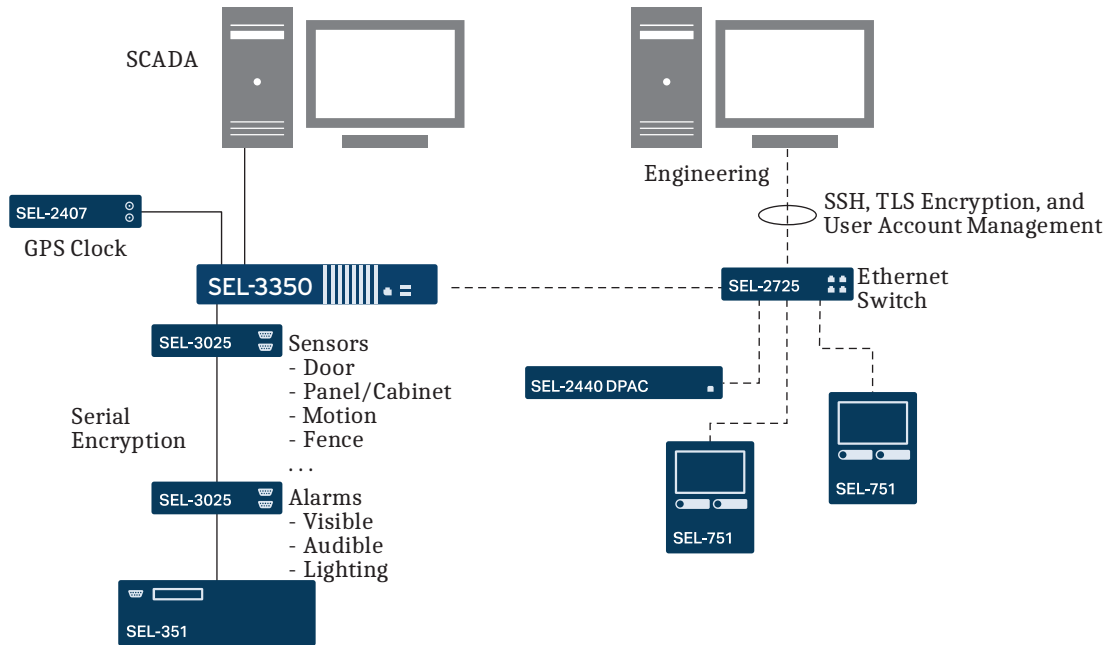 SCADA
Engineering
SSH, TLS Encryption, and
User Account Management
SEL-2407
GPS Clock
SEL-3350
SEL-2725
Ethernet
Switch
SEL-3025
Sensors
- Door
- Panel/Cabinet
- Motion
- Fence
. . .
Serial
Encryption
SEL-2440 DPAC
SEL-751
SEL-751
SEL-3025
Alarms
- Visible
- Audible
- Lighting
SEL-351